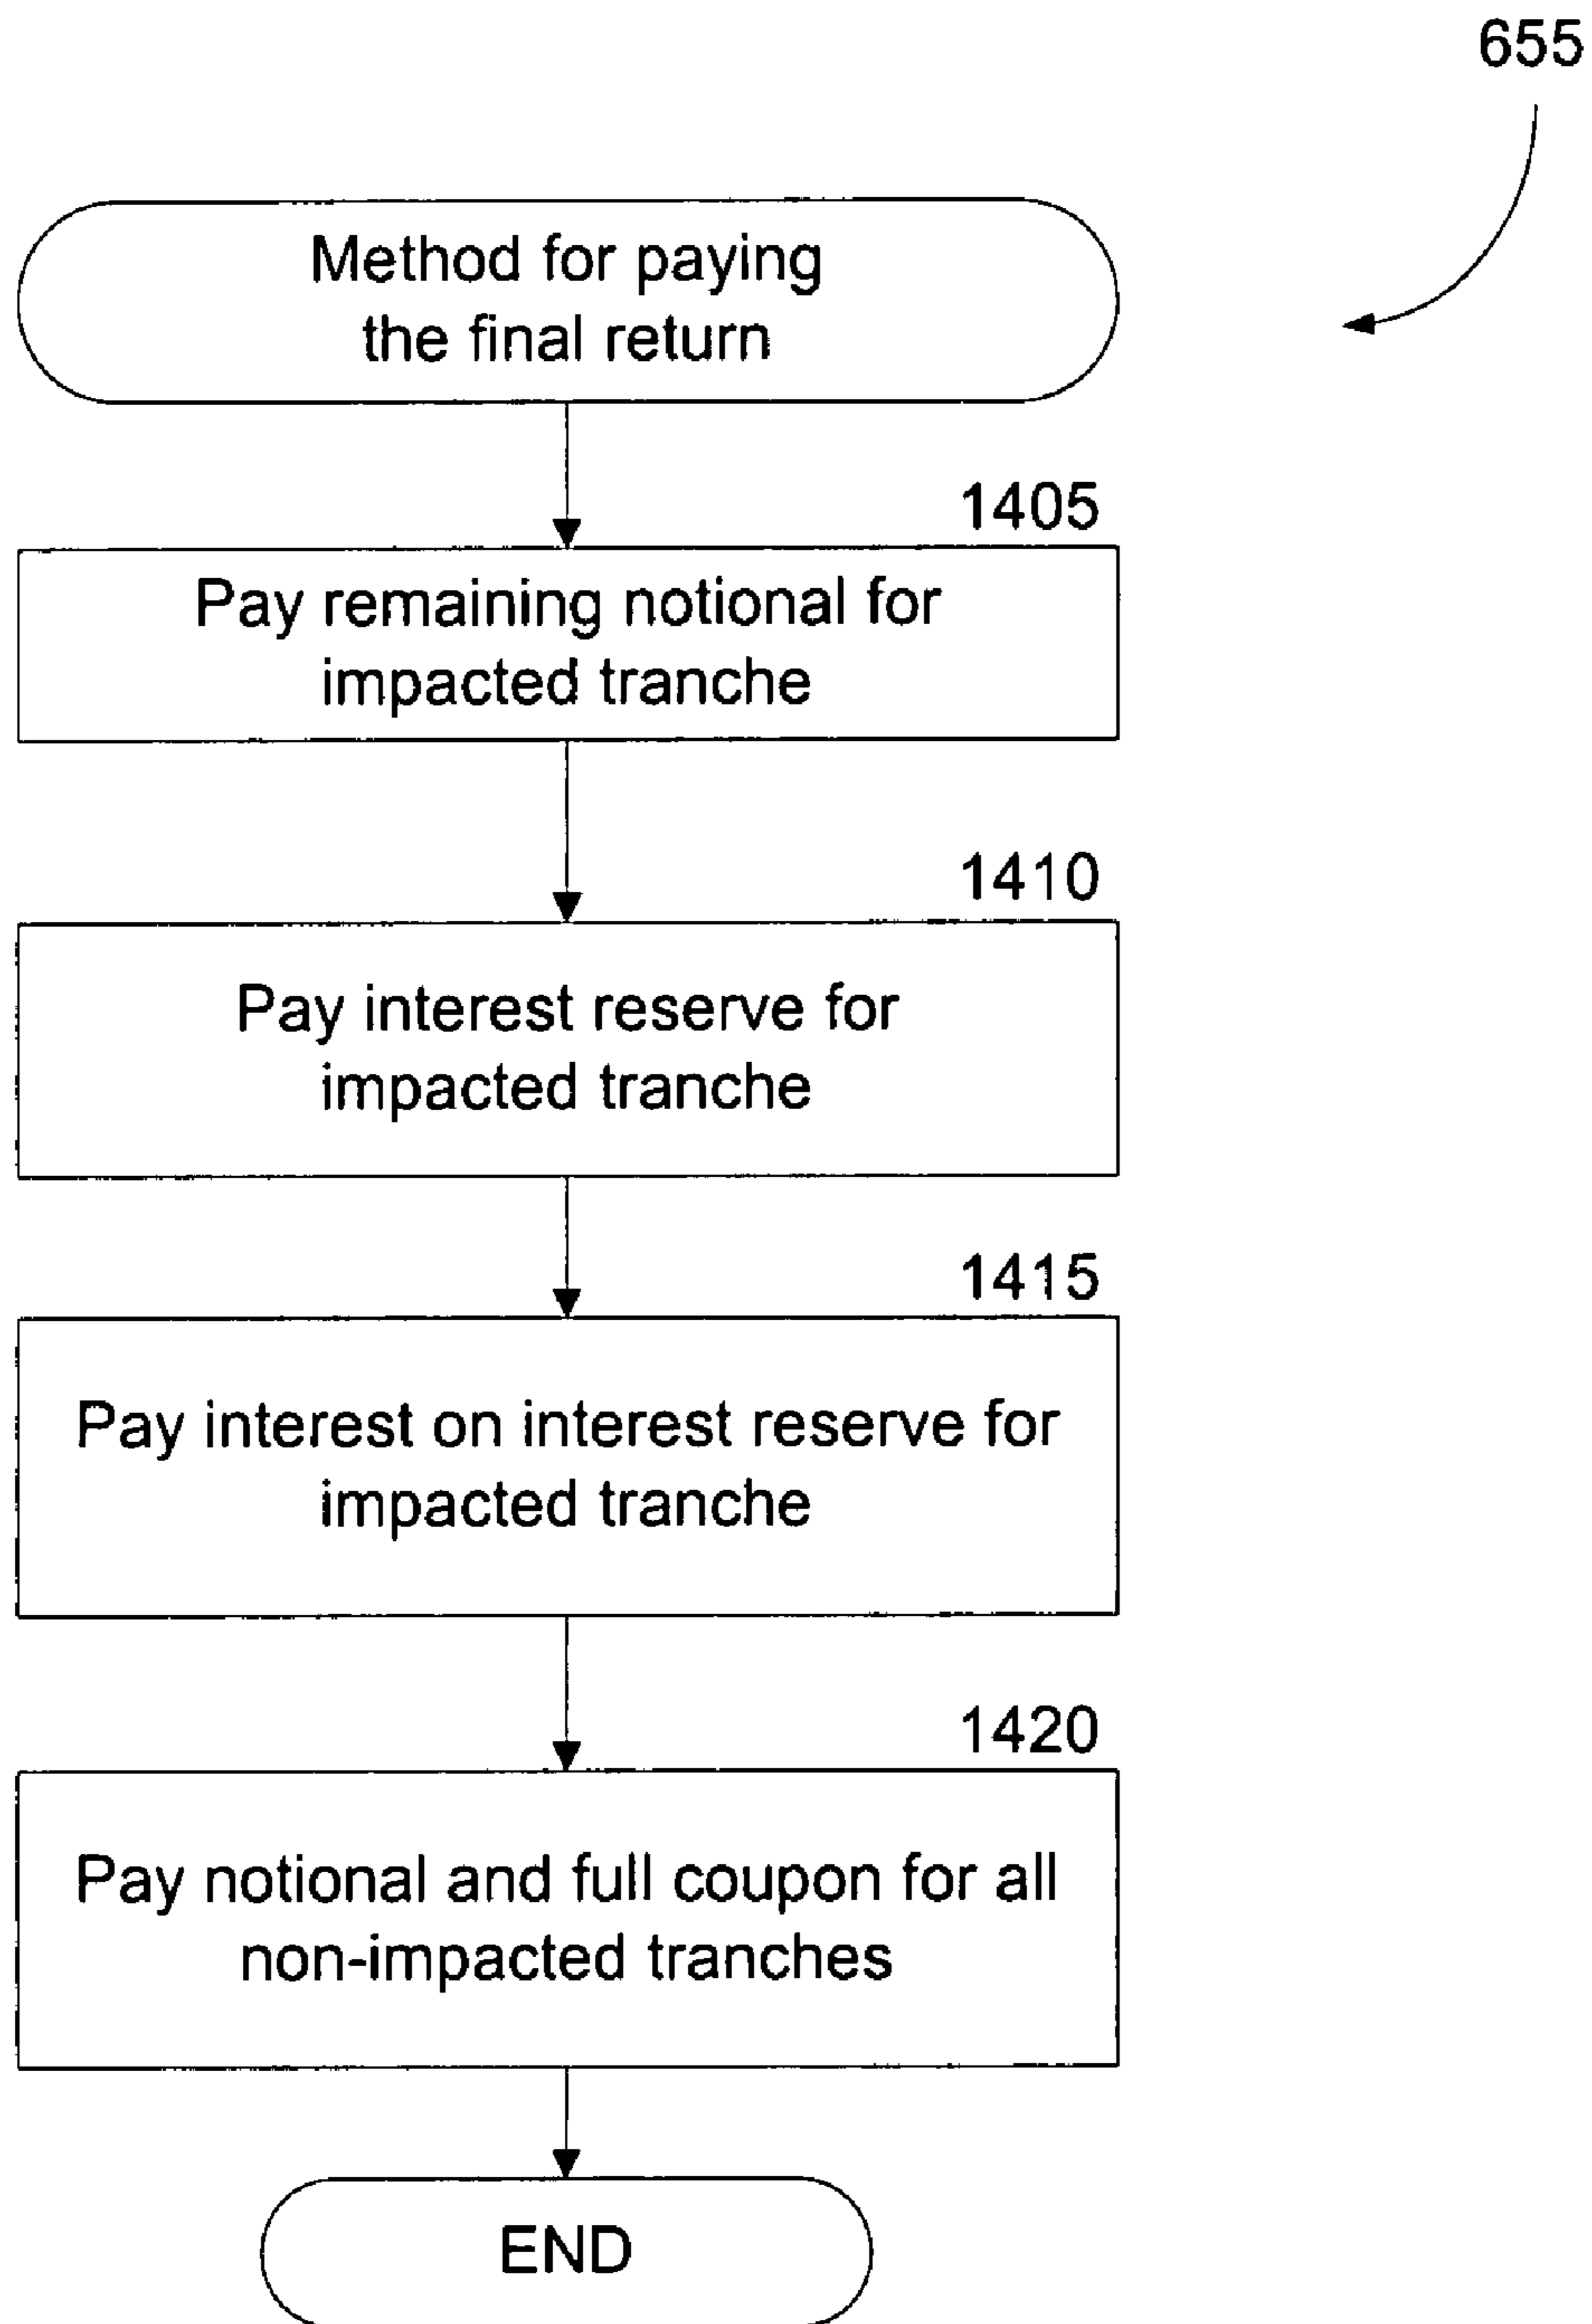 655
Method for paying
the final return
1405
Pay remaining notional for
impacted tranche
1410
Pay interest reserve for
impacted tranche
1415
Pay interest on interest reserve for
impacted tranche
1420
Pay notional and full coupon for all
non-impacted tranches
END